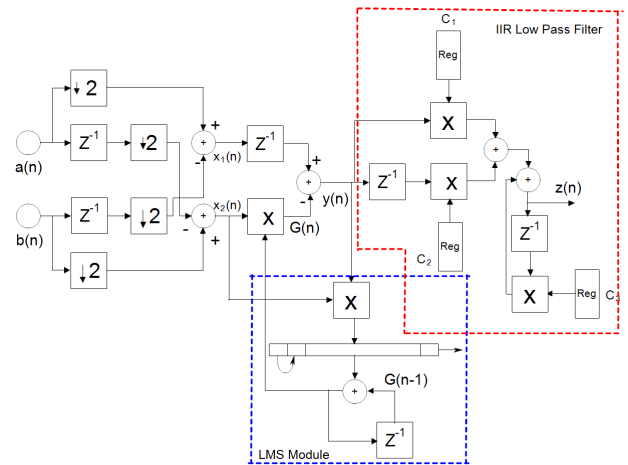 C₁
IIR Low Pass Filter
Reg
↓2
X
+
a(n)
Z⁻¹
↓2
-
+
x₁(n)
Z⁻¹
+
+
+
z(n)
b(n)
Z⁻¹
↓2
-
+
+
x₂(n)
X
G(n)
-
+
y(n)
Z⁻¹
X
Z⁻¹
↓2
C₂
Reg
X
Reg
C
X
+
G(n-1)
Z⁻¹
LMS Module